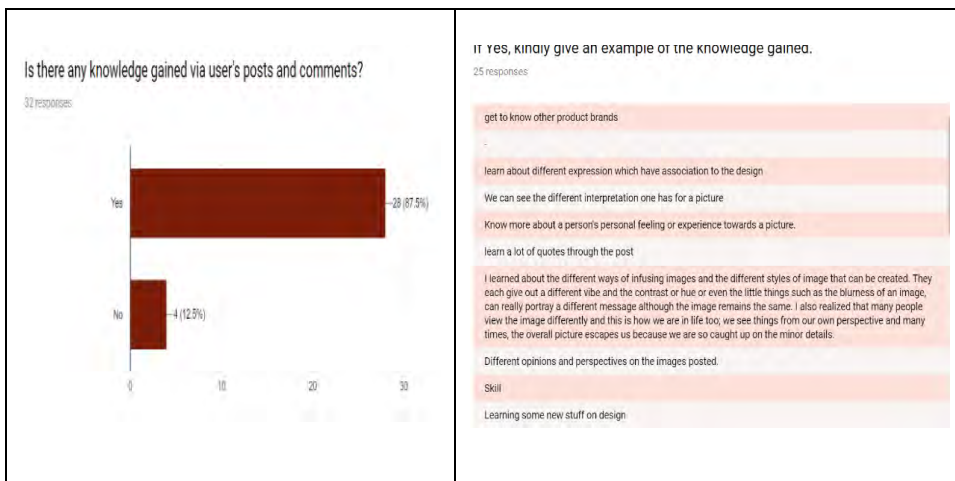 Is there any knowledge gained via user's posts and comments?
32 responses
Yes
28 (87.5%)
No
4 (12.5%)
0
10
20
30
If Yes, kindly give an example of the knowledge gained.
25 responses
get to know other product brands
-
learn about different expression which have association to the design
We can see the different interpretation one has for a picture
Know more about a person's personal feeling or experience towards a picture.
learn a lot of quotes through the post
I learned about the different ways of infusing images and the different styles of image that can be created. They
each give out a different vibe and the contrast or hue or even the little things such as the blurness of an image,
can really portray a different message although the image remains the same. I also realized that many people
view the image differently and this is how we are in life too; we see things from our own perspective and many
times, the overall picture escapes us because we are so caught up on the minor details.
Different opinions and perspectives on the images posted.
Skill
Learning some new stuff on design